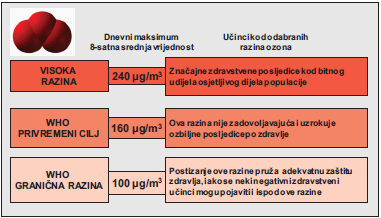 Dnevni maksimum
8-satna srednja vrijednost
Učinci kod odabranih
razina ozona
VISOKA
RAZINA
240 µg/m³
Značajne zdravstvene posljedice kod bitnog
udijela osjetljivog dijela populacije
WHO
PRIVREMENI CILJ
160 µg/m³
Ova razina nije zadovoljavajuća i uzrokuje
ozbiljne posljedice po zdravlje
WHO
GRANIČNA RAZINA
100 µg/m³
Postizanje ove razine pruža adekvatnu zaštitu
zdravlja, iako se neki negativni zdravstveni
učinci mogu pojaviti i ispod ove razine